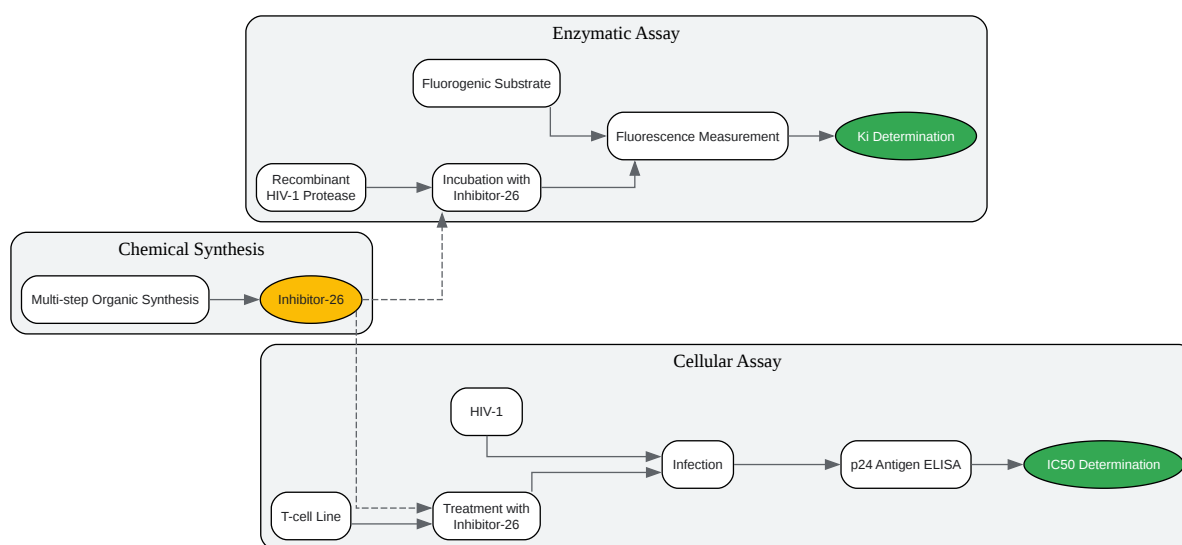 Enzymatic Assay
Fluorogenic Substrate
Fluorescence Measurement
Ki Determination
Recombinant
HIV-1 Protease
Incubation with
Inhibitor-26
Chemical Synthesis
Multi-step Organic Synthesis
Inhibitor-26
Cellular Assay
HIV-1
Infection
p24 Antigen ELISA
IC50 Determination
T-cell Line
Treatment with
Inhibitor-26